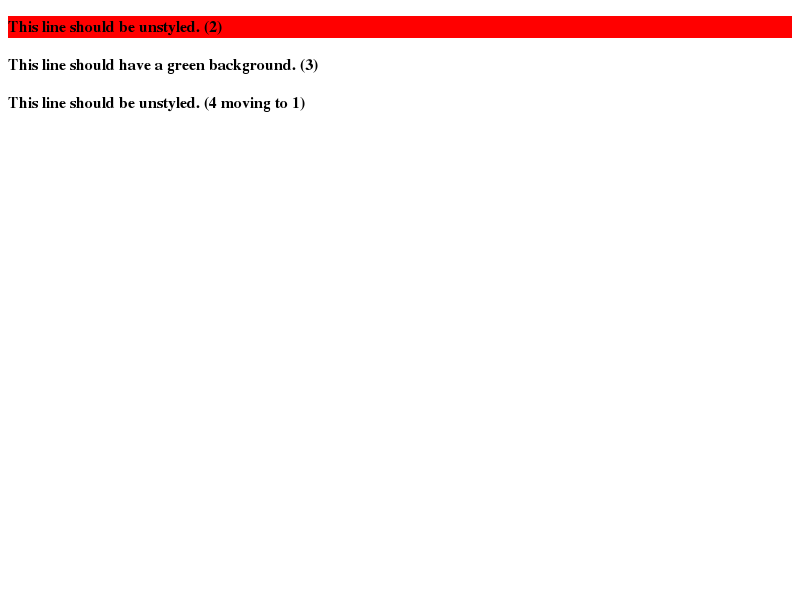 This line should be unstyled. (2)
This line should have a green background. (3)
This line should be unstyled. (4 moving to 1)